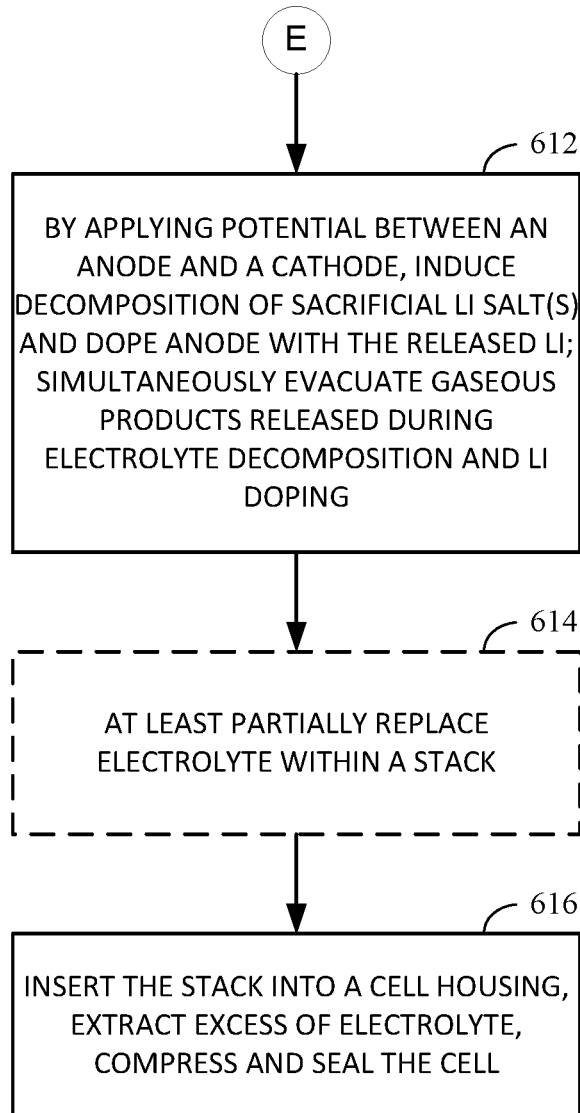 E
612
BY APPLYING POTENTIAL BETWEEN AN
ANODE AND A CATHODE, INDUCE
DECOMPOSITION OF SACRIFICIAL LI SALT(S)
AND DOPE ANODE WITH THE RELEASED LI;
SIMULTANEOUSLY EVACUATE GASEOUS
PRODUCTS RELEASED DURING
ELECTROLYTE DECOMPOSITION AND LI
DOPING
614
AT LEAST PARTIALLY REPLACE
ELECTROLYTE WITHIN A STACK
616
INSERT THE STACK INTO A CELL HOUSING,
EXTRACT EXCESS OF ELECTROLYTE,
COMPRESS AND SEAL THE CELL